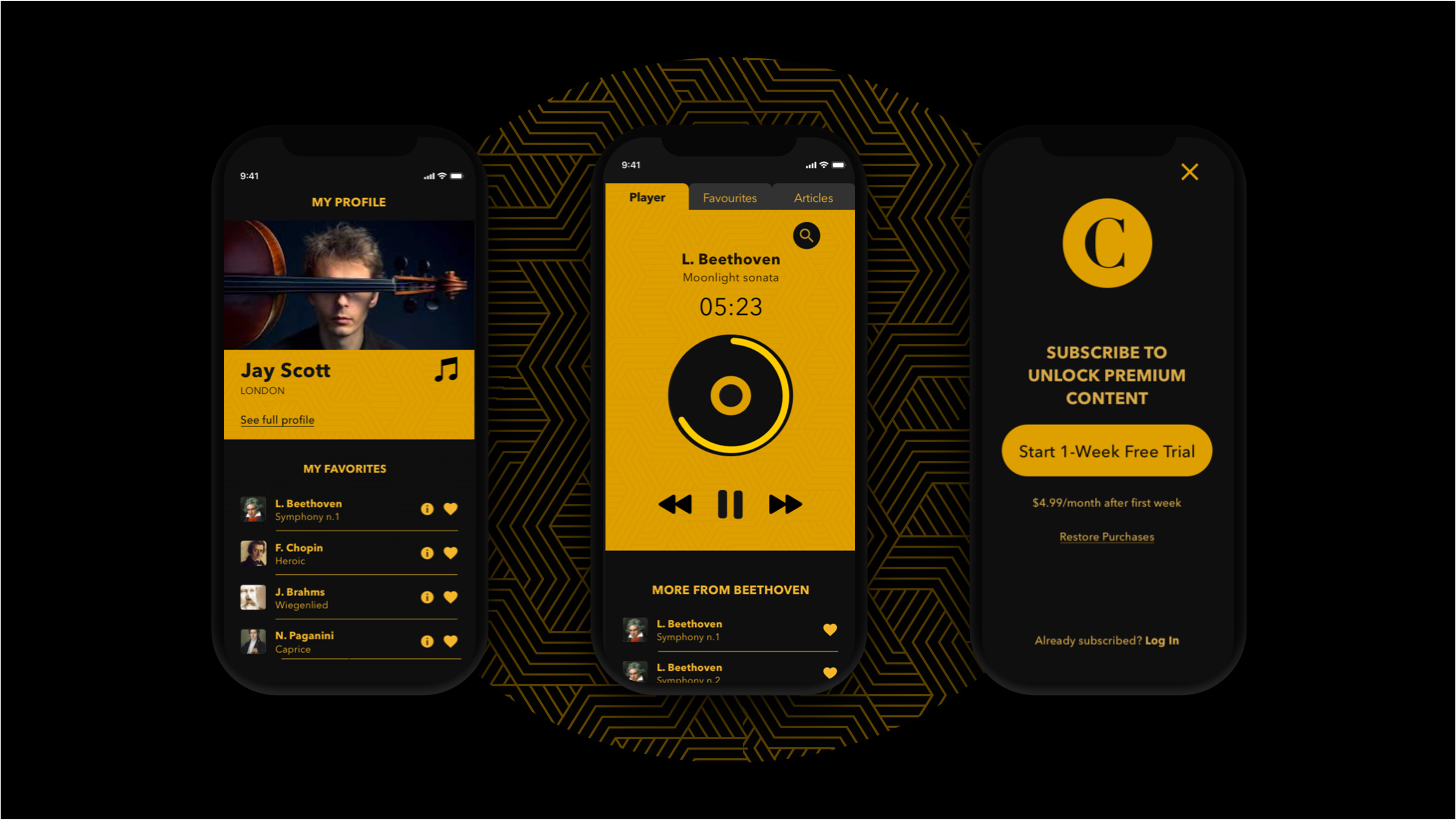 9:41
MY PROFILE
Jay Scott
LONDON
See full profile
MY FAVORITES
L. Beethoven
Symphony n.1
F. Chopin
Heroic
J. Brahms
Wiegenlied
N. Paganini
Caprice
9:41
Player
Favourites
Articles
L. Beethoven
Moonlight sonata
05:23
MORE FROM BEETHOVEN
L. Beethoven
Symphony n.1
L. Beethoven
Symphony n.2
C
SUBSCRIBE TO
UNLOCK PREMIUM
CONTENT
Start 1-Week Free Trial
$4.99/month after first week
Restore Purchases
Already subscribed? Log In